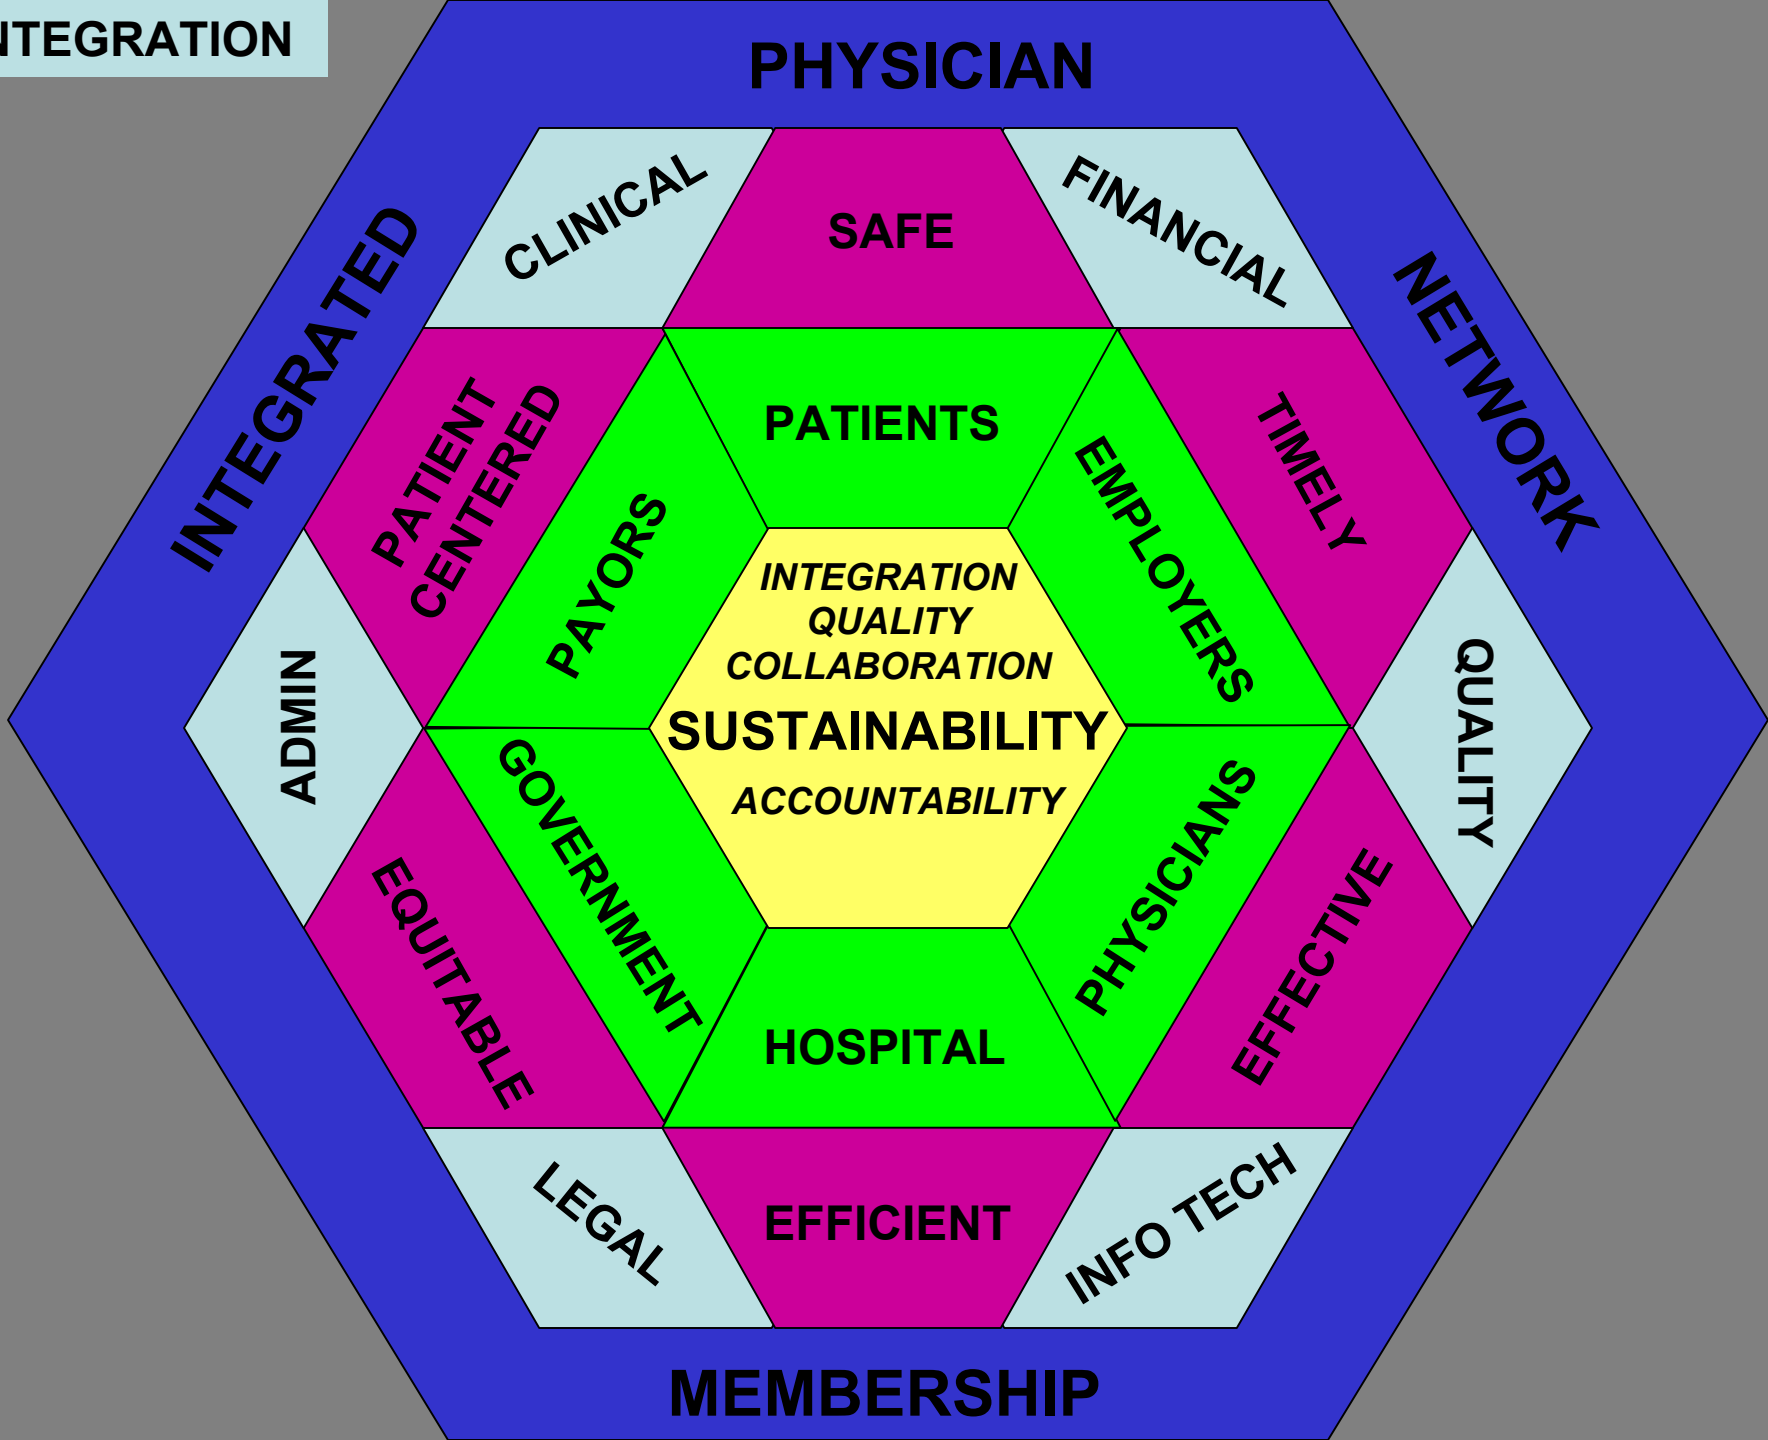 NTEGRATION
PHYSICIAN
INTEGRATED
NETWORK
MEMBERSHIP
CLINICAL
SAFE
FINANCIAL
PATIENT
CENTERED
TIMELY
ADMIN
QUALITY
EQUITABLE
EFFECTIVE
LEGAL
EFFICIENT
INFO TECH
PATIENTS
PAYORS
EMPLOYERS
GOVERNMENT
PHYSICIANS
HOSPITAL
INTEGRATION
QUALITY
COLLABORATION
SUSTAINABILITY
ACCOUNTABILITY